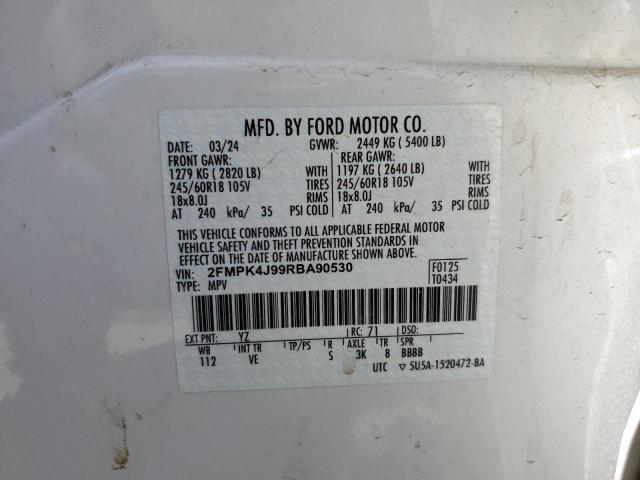 MFD. BY FORD MOTOR CO.
DATE: 03/24 GVWR: 2449 KG ( 5400 LB)
FRONT GAWR: REAR GAWR:
1279 KG ( 2820 LB) WITH 1197 KG ( 2640 LB) WITH
245/60R18 105V TIRES 245/60R18 105V TIRES
18x8.0J RIMS 18x8.0J RIMS
AT 240 kPa/ 35 PSI COLD AT 240 kPa/ 35 PSI COLD
THIS VEHICLE CONFORMS TO ALL APPLICABLE FEDERAL MOTOR
VEHICLE SAFETY AND THEFT PREVENTION STANDARDS IN
EFFECT ON THE DATE OF MANUFACTURE SHOWN ABOVE.
VIN: 2FMPK4J99RBA90530 F0125
TYPE: MPV T0434
EXT PNT: YZ RC: 71 DSO:
WB INT TR TP/PS R AXLE TR SPR
112 VE S 3K 8 BBBB
UTC 5U5A-1520472-BA